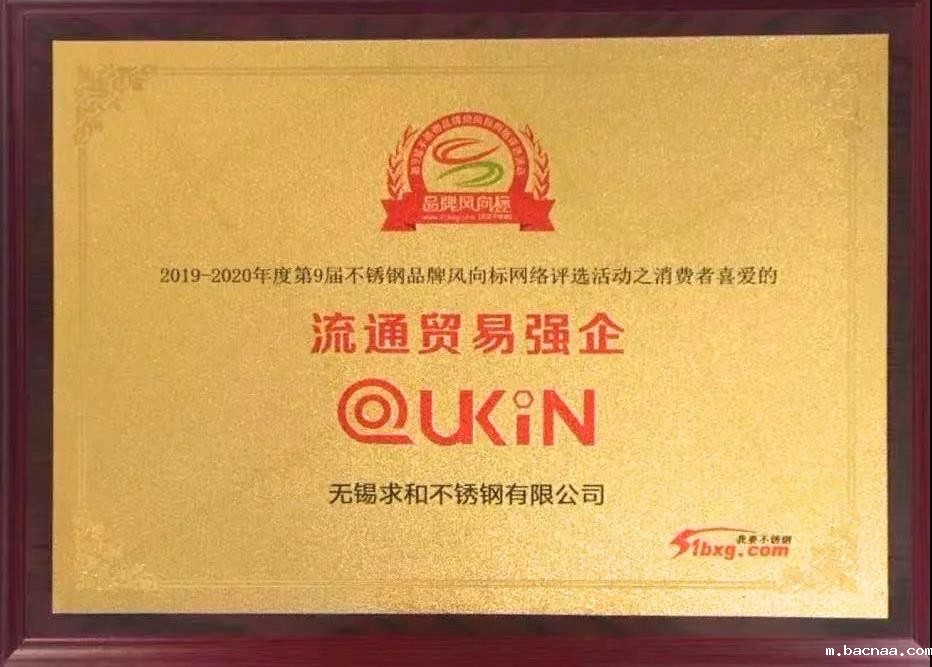 品牌风向标
2019-2020年度第9届不锈钢品牌风向标网络评选活动之消费者喜爱的
流通贸易强企
QUKiN
无锡求和不锈钢有限公司
我要不锈钢
51bxg.com
m.bacnaa.com